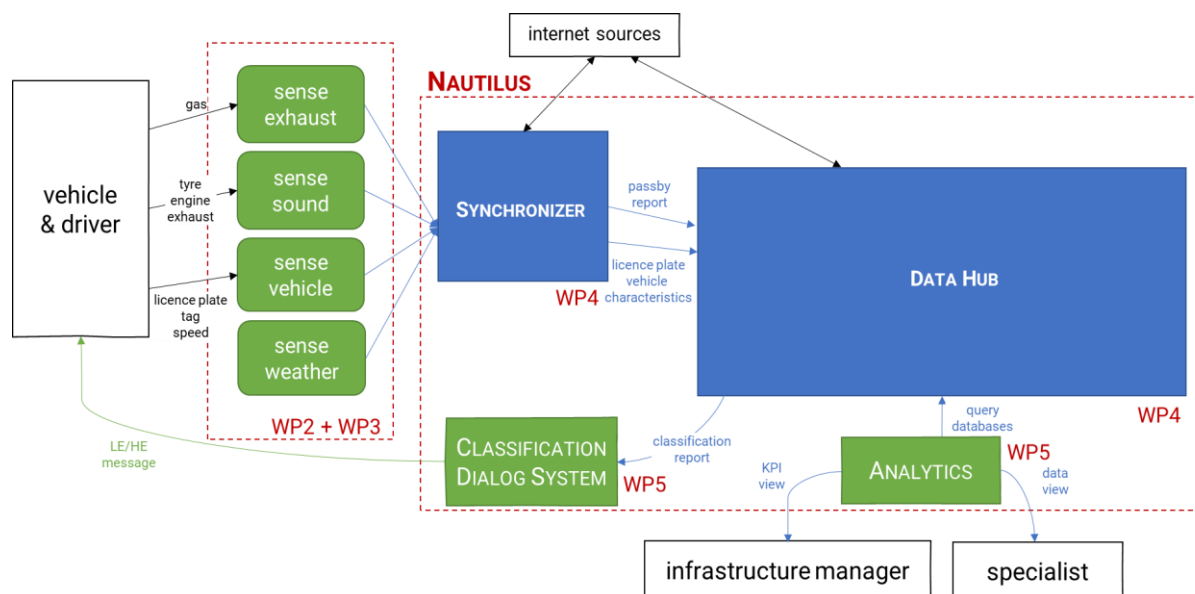 internet sources
NAUTILUS
vehicle
& driver
gas
tyre
engine
exhaust
licence plate
tag
speed
sense
exhaust
sense
sound
sense
vehicle
sense
weather
WP2 + WP3
SYNCHRONIZER
WP4
passby
report
licence plate
vehicle
characteristics
DATA HUB
WP4
LE/HE
message
CLASSIFICATION
DIALOG SYSTEM
WP5
classification
report
query
databases
WP5
ANALYTICS
KPI
view
data
view
infrastructure manager
specialist